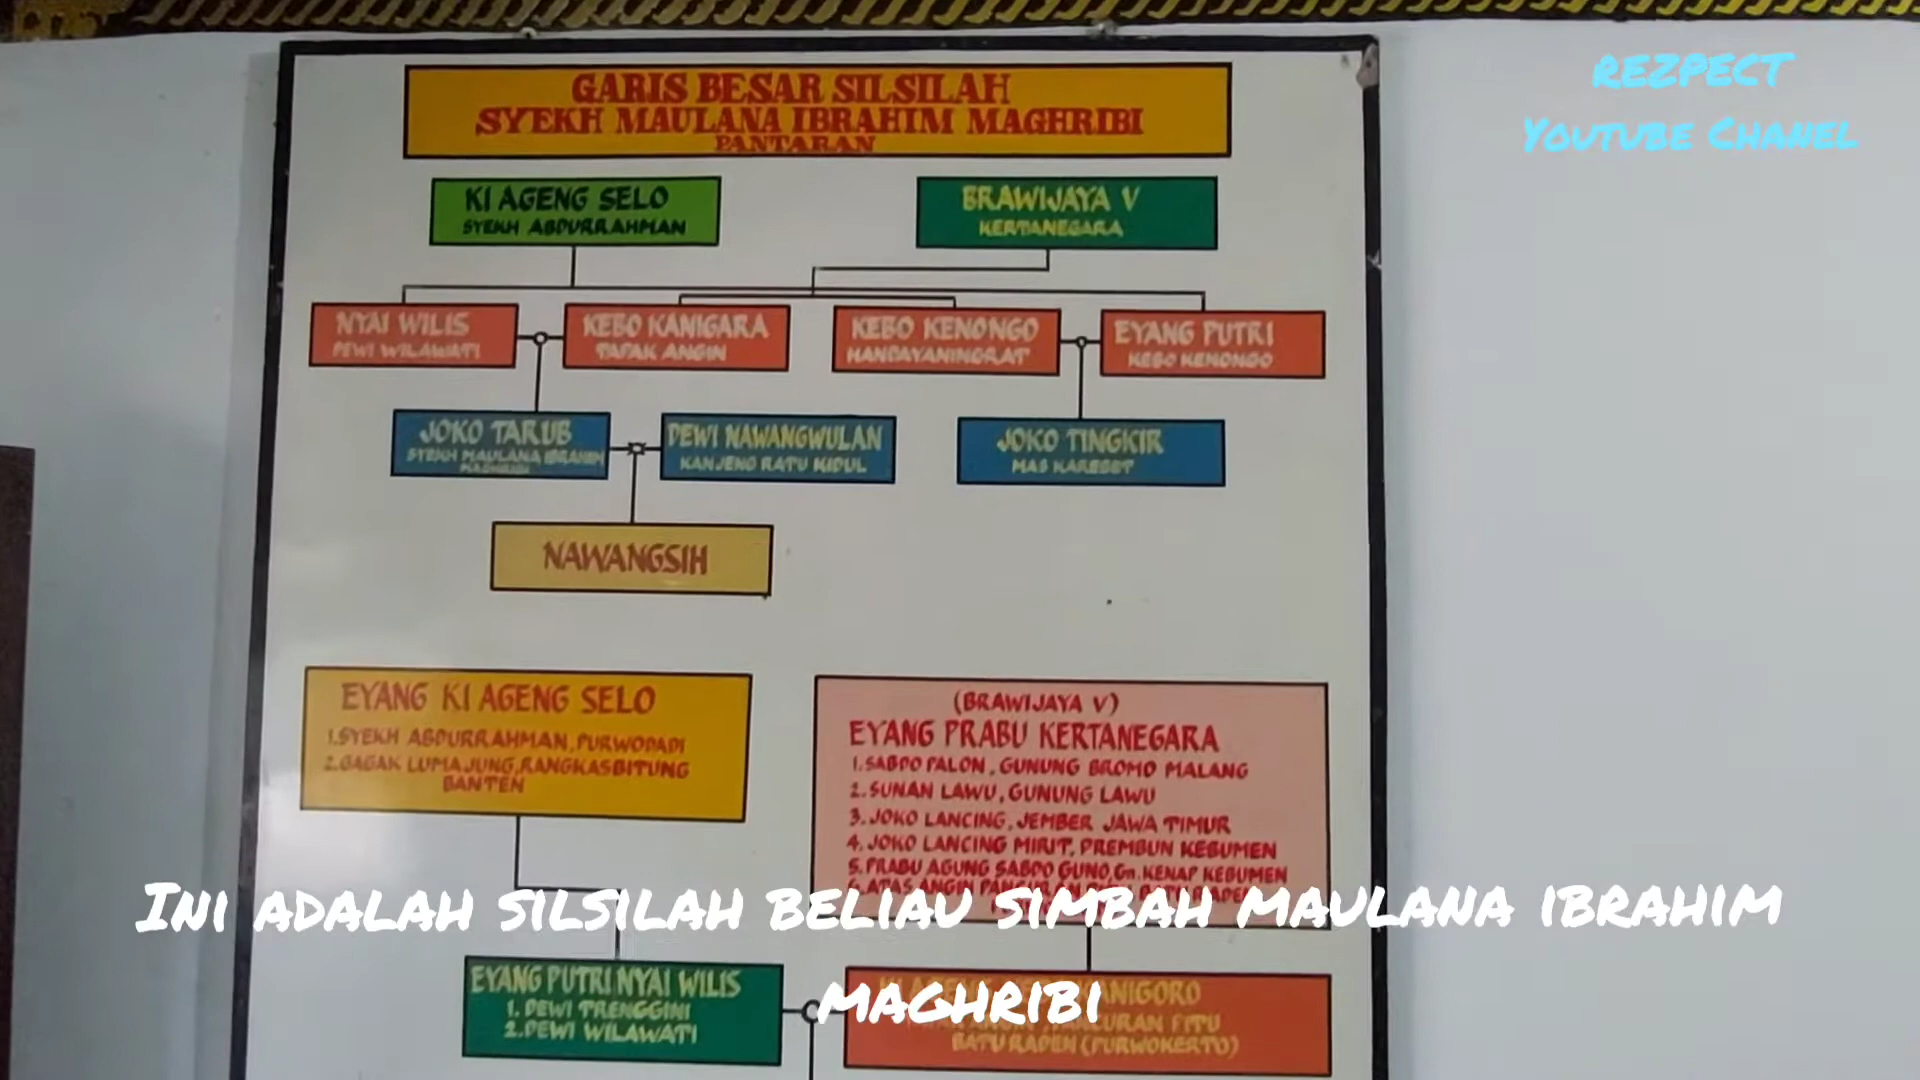 GARIS BESAR SILSILAH
SYEKH MAULANA IBRAHIM MAGHRIBI
PANTARAN
REZPECT
YOUTUBE CHANEL
KI AGENG SELO
SYEKH ABDURRAHMAN
BRAWIJAYA V
KERTANEGARA
NYAI WILIS
DEWI WILAWATI
KEBO KANIGARA
TAPAK ANGIN
KEBO KENONGO
HANDAYANINGRAT
EYANG PUTRI
KEBO KENONGO
JOKO TARUB
SYEKH MAULANA IBRAHIM
MAGHRIBI
DEWI NAWANGWULAN
KANJENG RATU KIDUL
JOKO TINGKIR
MAS KAREBET
NAWANGSIH
EYANG KI AGENG SELO
1. SYEKH ABDURRAHMAN, PURWODADI
2. GAGAK LUMAJUNG, RANGKASBITUNG
BANTEN
(BRAWIJAYA V)
EYANG PRABU KERTANEGARA
1. SABDO PALON, GUNUNG BROMO MALANG
2. SUNAN LAWU, GUNUNG LAWU
3. JOKO LANCING, JEMBER JAWA TIMUR
4. JOKO LANCING MIRIT, PREMBUN KEBUMEN
5. PRABU AGUNG SABDO GUNO, Gn. KENAP KEBUMEN
6. ATAS ANGIN
INI ADALAH SILSILAH BELIAU SIMBAH MAULANA IBRAHIM
MAGHRIBI
EYANG PUTRI NYAI WILIS
1. DEWI TRENGGINI
2. DEWI WILAWATI
BATU RADEN (PURWOKERTO)